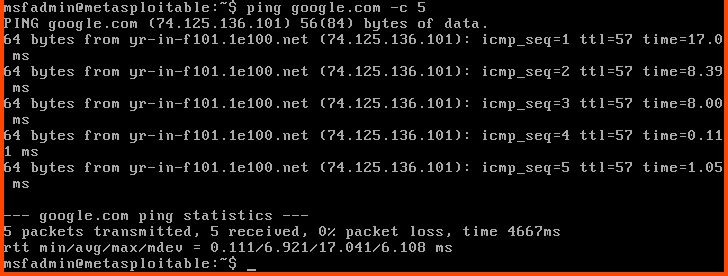 msfadmin@metasploitable:~$ ping google.com -c 5
PING google.com (74.125.136.101) 56(84) bytes of data.
64 bytes from yr-in-f101.1e100.net (74.125.136.101): icmp_seq=1 ttl=57 time=17.0
 ms
64 bytes from yr-in-f101.1e100.net (74.125.136.101): icmp_seq=2 ttl=57 time=8.39
 ms
64 bytes from yr-in-f101.1e100.net (74.125.136.101): icmp_seq=3 ttl=57 time=8.00
 ms
64 bytes from yr-in-f101.1e100.net (74.125.136.101): icmp_seq=4 ttl=57 time=0.11
1 ms
64 bytes from yr-in-f101.1e100.net (74.125.136.101): icmp_seq=5 ttl=57 time=1.05
 ms
--- google.com ping statistics ---
5 packets transmitted, 5 received, 0% packet loss, time 4667ms
rtt min/avg/max/mdev = 0.111/6.921/17.041/6.108 ms
msfadmin@metasploitable:~$ _